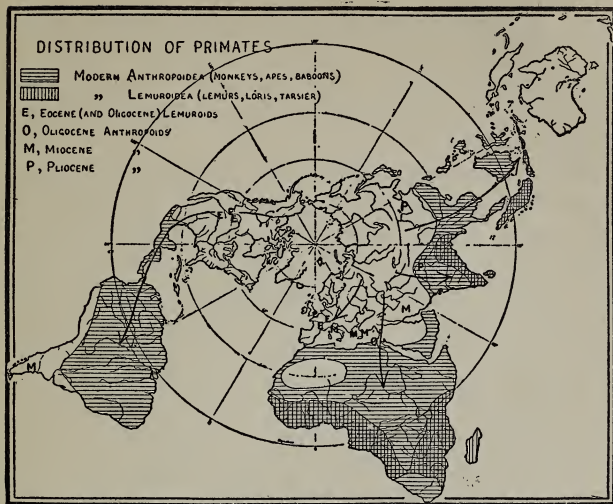 DISTRIBUTION OF PRIMATES
MODERN ANTHROPOIDEA (MONKEYS, APES, BABOONS)
" LEMUROIDEA (LEMURS, LORIS, TARSIER)
E, EOCENE (AND OLIGOCENE) LEMUROIDS
O, OLIGOCENE ANTHROPOIDS
M, MIOCENE "
P, PLIOCENE "
E
E
P
M
M
M
O
M